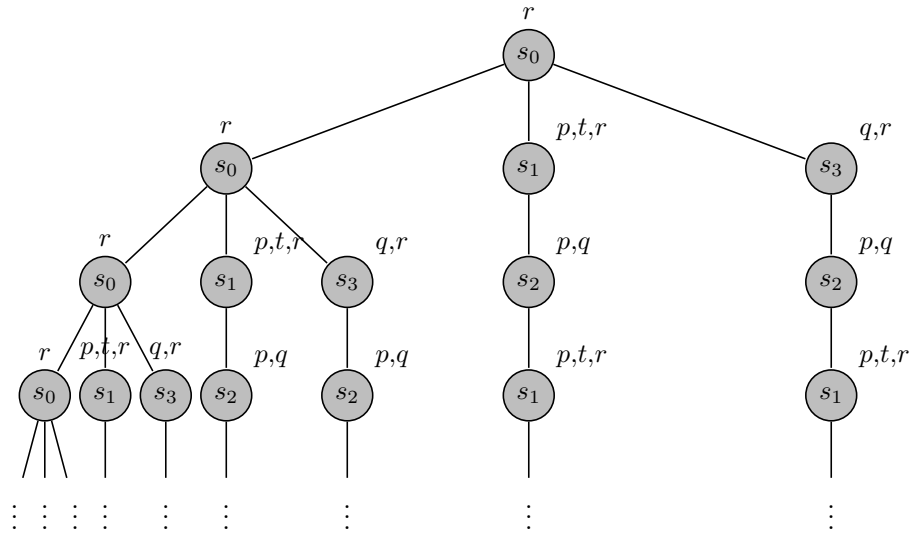 r
s₀
r p,t,r q,r
s₀ s₁ s₃
r p,t,r q,r p,q p,q
s₀ s₁ s₃ s₂ s₂
r p,t,r q,r p,q p,q p,t,r p,t,r
s₀ s₁ s₃ s₂ s₂ s₁ s₁
⋮ ⋮ ⋮ ⋮ ⋮ ⋮ ⋮ ⋮ ⋮